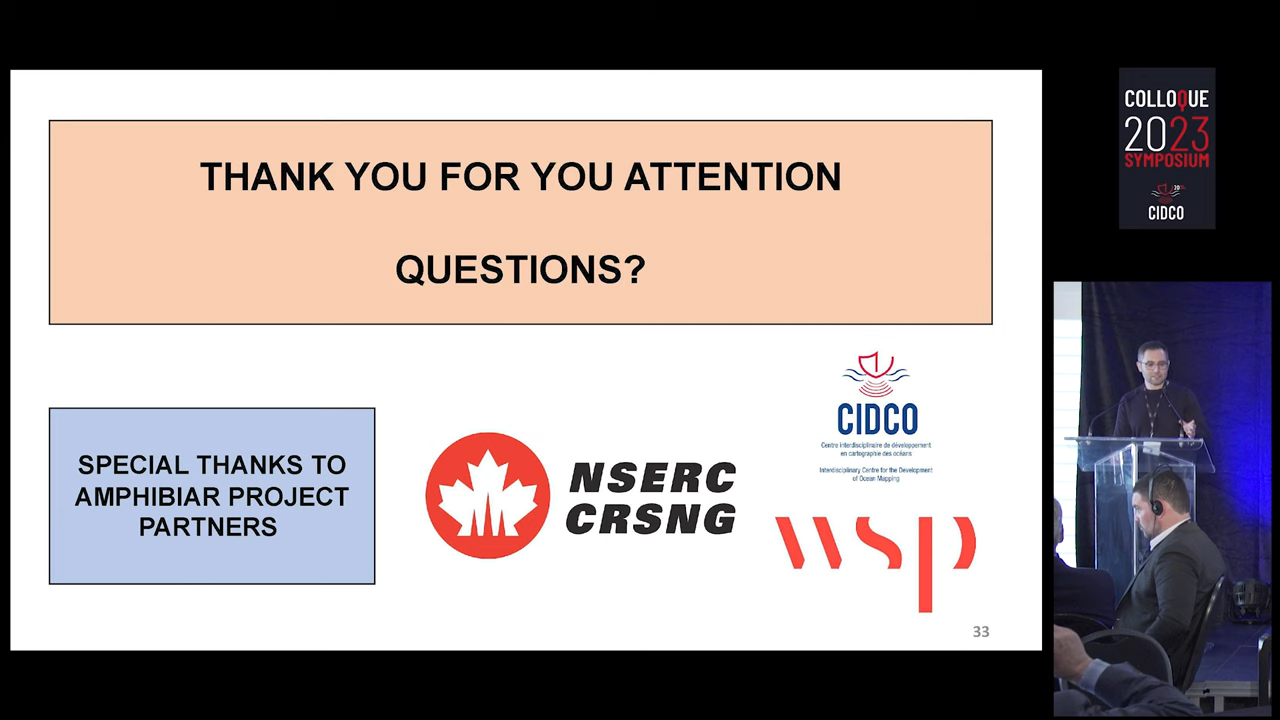 THANK YOU FOR YOU ATTENTION
QUESTIONS?
SPECIAL THANKS TO
AMPHIBIAR PROJECT
PARTNERS
NSERC
CRSNG
CIDCO
Centre interdisciplinaire de développement
en cartographie des océans
Interdisciplinary Centre for the Development
of Ocean Mapping
wsp
33
COLLOQUE
2023
SYMPOSIUM
CIDCO